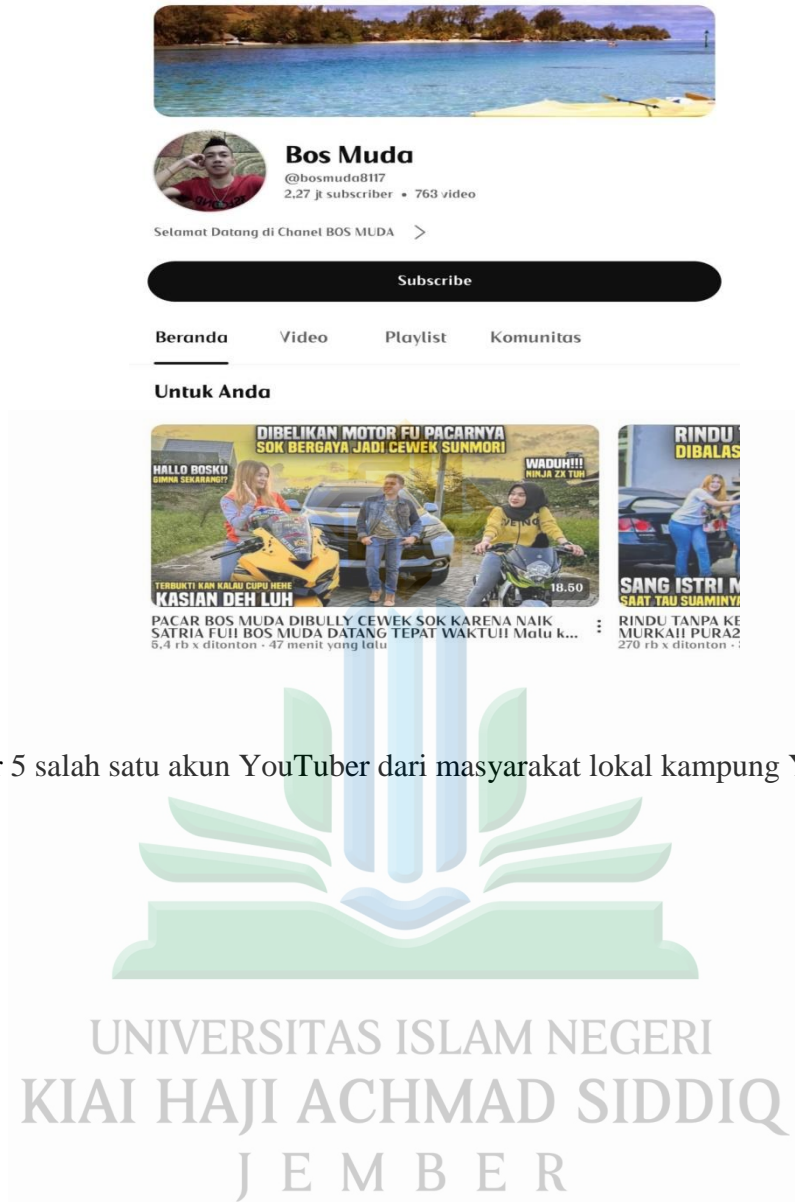 Bos Muda
@bosmuda8117
2,27 jt subscriber • 763 video
Selamat Datang di Chanel BOS MUDA >
Subscribe
Beranda Video Playlist Komunitas
Untuk Anda
DIBELIKAN MOTOR FU PACARNYA
SOK BERGAYA JADI CEWEK SUNMORI
HALLO BOSKU
GIMNA SEKARANG!?
WADUH!!!
NINJA ZX TUH
TERBUKTI KAN KALAU CUPU HEHE
KASIAN DEH LUH
18.50
PACAR BOS MUDA DIBULLY CEWEK SOK KARENA NAIK
SATRIA FU!! BOS MUDA DATANG TEPAT WAKTU!! Malu k...
5,4 rb x ditonton · 47 menit yang lalu
RINDU
DIBALAS
SANG ISTRI
SAAT TAU SUAMINYA
RINDU TANPA KE
MURKA!! PURA2
270 rb x ditonton ·
5 salah satu akun YouTuber dari masyarakat lokal kampung
UNIVERSITAS ISLAM NEGERI
KIAI HAJI ACHMAD SIDDIQ
JEMBER